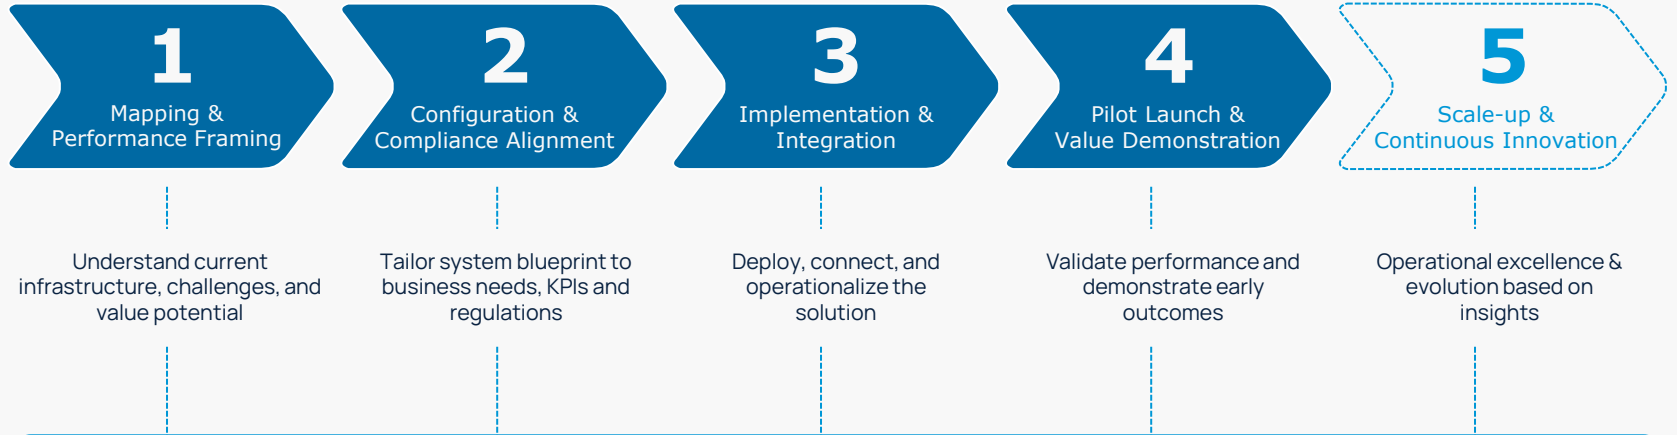 1
Mapping &
Performance Framing
Understand current
infrastructure, challenges, and
value potential
2
Configuration &
Compliance Alignment
Tailor system blueprint to
business needs, KPIs and
regulations
3
Implementation &
Integration
Deploy, connect, and
operationalize the
solution
4
Pilot Launch &
Value Demonstration
Validate performance and
demonstrate early
outcomes
5
Scale-up &
Continuous Innovation
Operational excellence &
evolution based on
insights